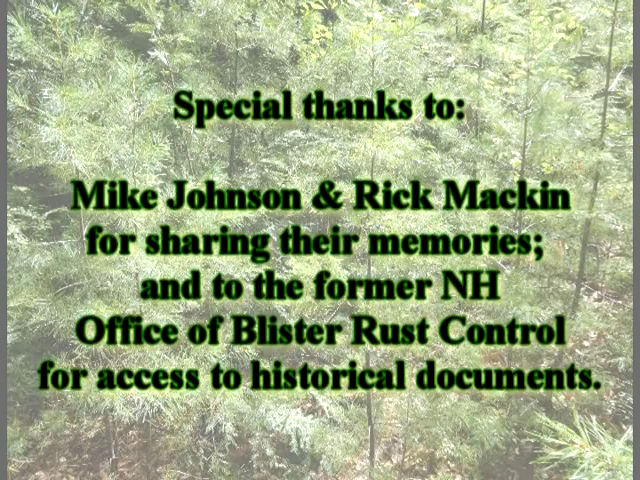 Special thanks to:
Mike Johnson & Rick Mackin
for sharing their memories;
and to the former NH
Office of Blister Rust Control
for access to historical documents.